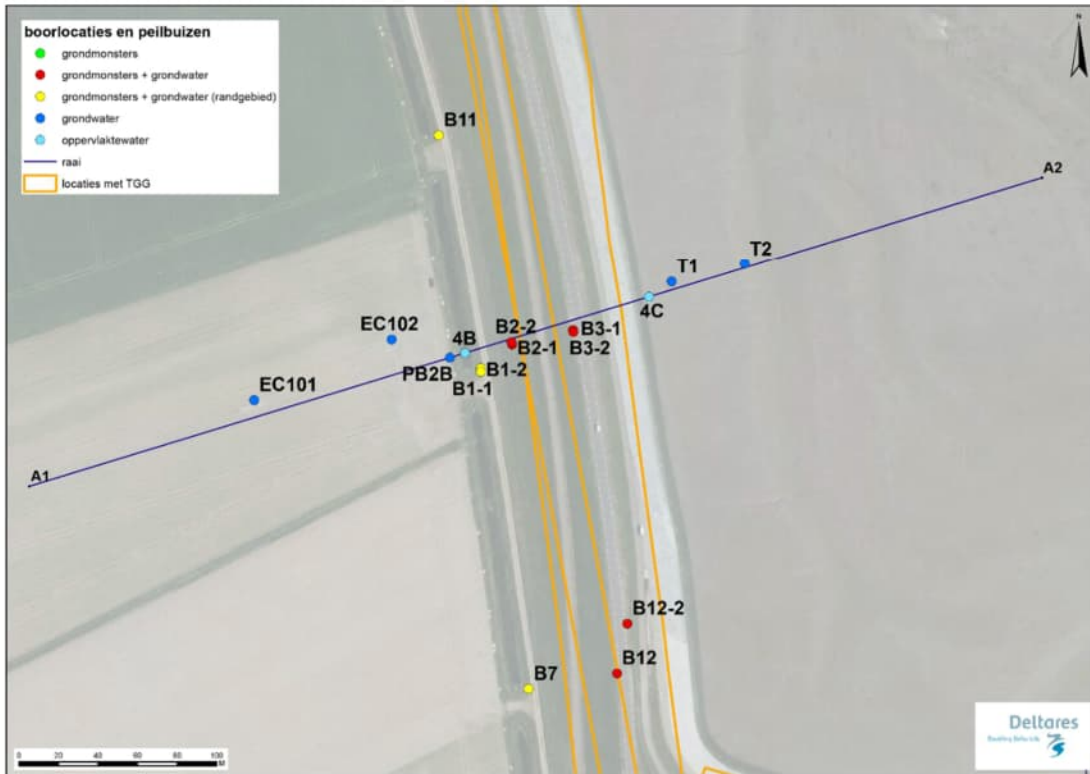 boorlocaties en peilbuizen
grondmonsters
grondmonsters + grondwater
grondmonsters + grondwater (randgebied)
grondwater
oppervlaktewater
raai
locaties met TGG
N
B11
A2
T2
T1
4C
EC102
4B
B2-2
B3-1
B2-1
B3-2
PB2B
B1-2
B1-1
EC101
A1
B12-2
B12
B7
0 20 40 60 80 100
M
Deltares